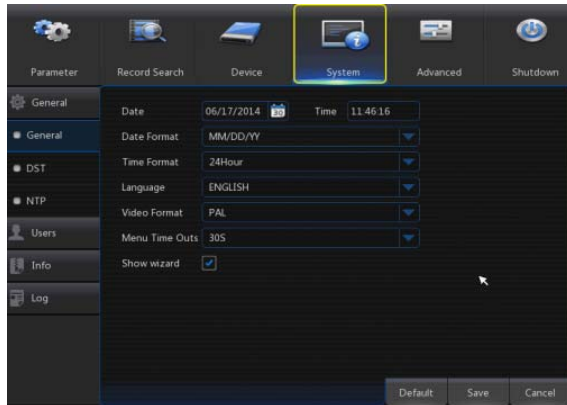 Parameter Record Search Device System Advanced Shutdown
General
General
DST
NTP
Users
Info
Log
Date 06/17/2014 30 Time 11:46:16
Date Format MM/DD/YY
Time Format 24Hour
Language ENGLISH
Video Format PAL
Menu Time Outs 30S
Show wizard
Default Save Cancel